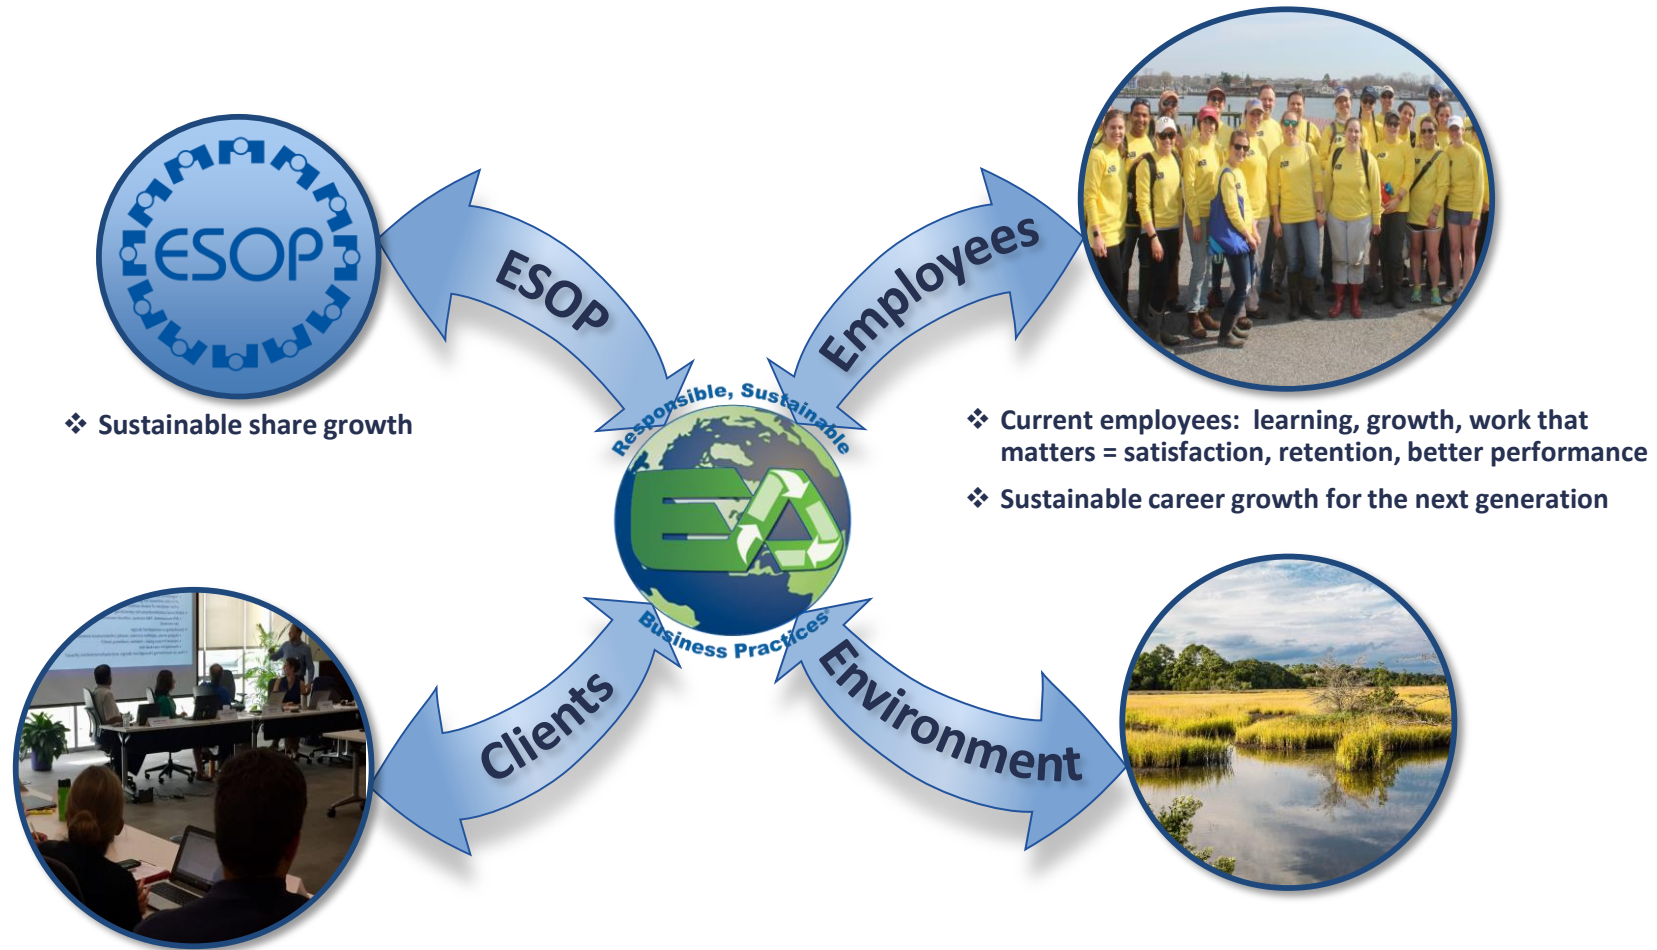 ESOP
ESOP
Employees
❖ Sustainable share growth
Responsible, Sustainable
EA
Business Practices®
❖ Current employees: learning, growth, work that
matters = satisfaction, retention, better performance
❖ Sustainable career growth for the next generation
Clients
Environment